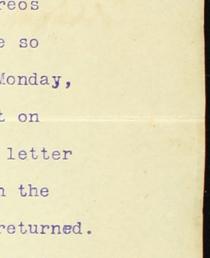 reos
e so
Monday,
t on
letter
n the
returned.